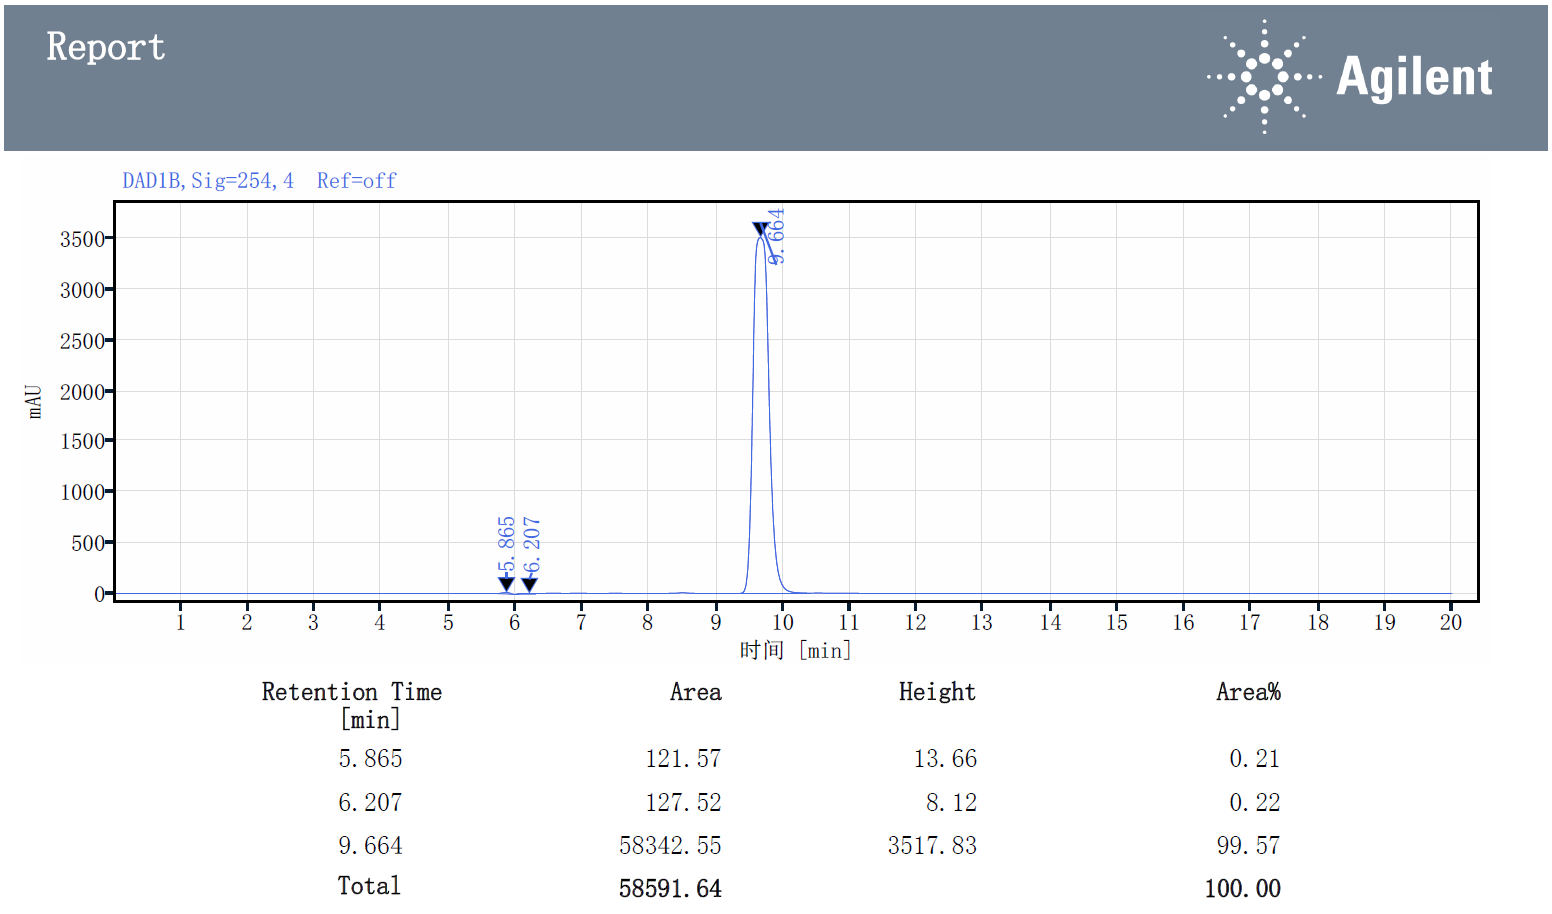 Report
Agilent
DAD1B,Sig=254,4  Ref=off
mAU
3500
3000
2500
2000
1500
1000
500
0
5.865
6.207
9.664
1 2 3 4 5 6 7 8 9 10 11 12 13 14 15 16 17 18 19 20
时间 [min]
Retention Time [min] Area Height Area%
5.865 121.57 13.66 0.21
6.207 127.52 8.12 0.22
9.664 58342.55 3517.83 99.57
Total 58591.64 100.00